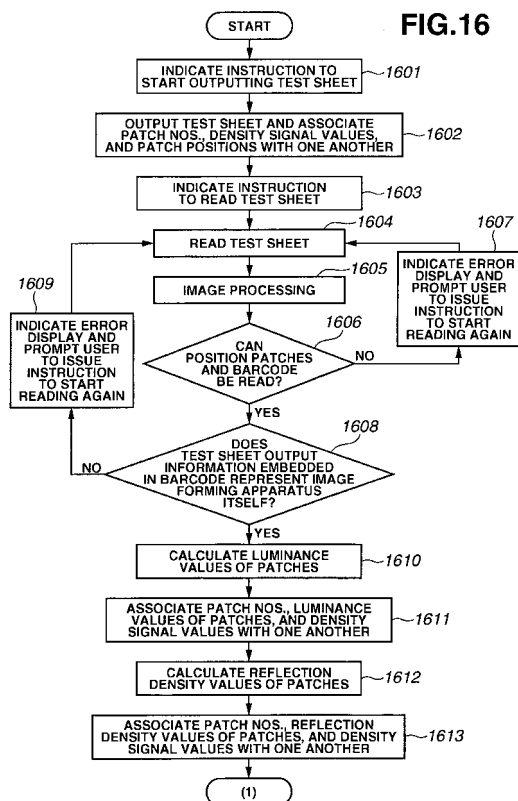 FIG.16
START
INDICATE INSTRUCTION TO
START OUTPUTTING TEST SHEET
1601
OUTPUT TEST SHEET AND ASSOCIATE
PATCH NOS., DENSITY SIGNAL VALUES,
AND PATCH POSITIONS WITH ONE
ANOTHER
1602
INDICATE INSTRUCTION
TO READ TEST SHEET
1603
READ TEST SHEET
1604
IMAGE PROCESSING
1605
CAN
POSITION PATCHES
AND BARCODE
BE READ?
1606
NO
INDICATE ERROR
DISPLAY AND
PROMPT USER
TO ISSUE
INSTRUCTION
TO START
READING AGAIN
1607
YES
DOES
TEST SHEET OUTPUT
INFORMATION EMBEDDED
IN BARCODE REPRESENT IMAGE
FORMING APPARATUS
ITSELF?
1608
NO
INDICATE ERROR
DISPLAY AND
PROMPT USER
TO ISSUE
INSTRUCTION
TO START
READING AGAIN
1609
YES
CALCULATE LUMINANCE
VALUES OF PATCHES
1610
ASSOCIATE PATCH NOS., LUMINANCE
VALUES OF PATCHES, AND DENSITY
SIGNAL VALUES WITH ONE ANOTHER
1611
CALCULATE REFLECTION
DENSITY VALUES OF PATCHES
1612
ASSOCIATE PATCH NOS., REFLECTION
DENSITY VALUES OF PATCHES, AND DENSITY
SIGNAL VALUES WITH ONE ANOTHER
1613
(1)